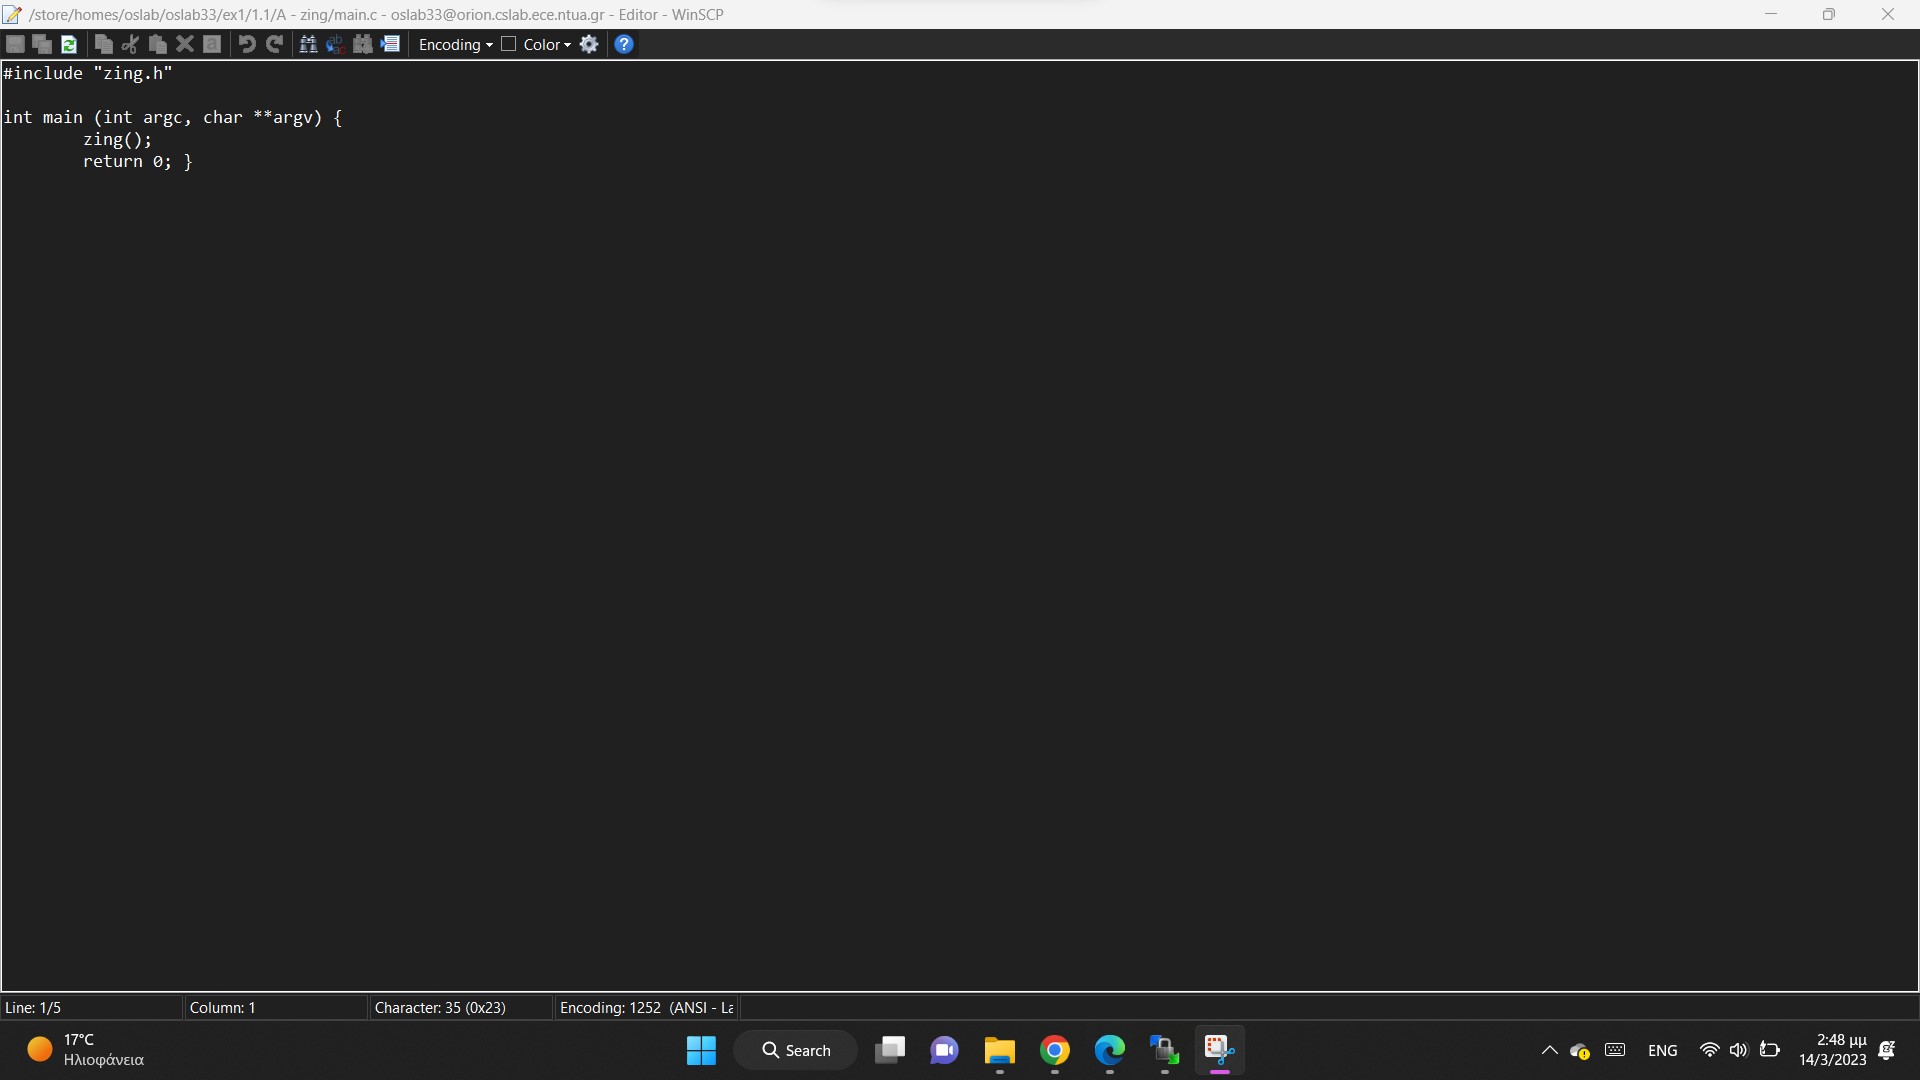 /store/homes/oslab/oslab33/ex1/1.1/A - zing/main.c - oslab33@orion.cslab.ece.ntua.gr - Editor - WinSCP
Encoding Color
#include "zing.h"
int main (int argc, char **argv) {
zing();
return 0; }
Line: 1/5 Column: 1 Character: 35 (0x23) Encoding: 1252 (ANSI - La
17°C
Ηλιοφάνεια
Search
ENG
2:48 μμ
14/3/2023